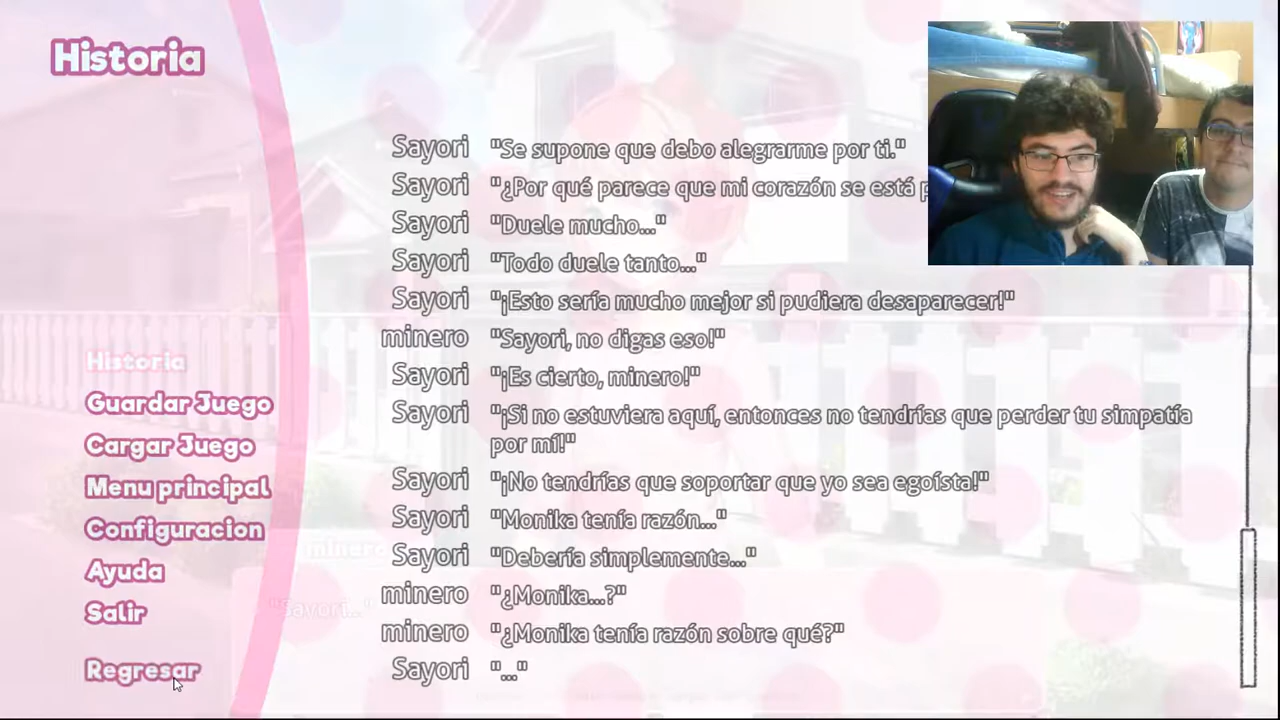 Historia
Sayori "Se supone que debo alegrarme por ti."
Sayori "¿Por qué parece que mi corazón se está
Sayori "Duele mucho..."
Sayori "Todo duele tanto..."
Sayori "¡Esto sería mucho mejor si pudiera desaparecer!"
minero "Sayori, no digas eso!"
Sayori "¡Es cierto, minero!"
Sayori "¡Si no estuviera aquí, entonces no tendrías que perder tu simpatía
por mí!"
Sayori "¡No tendrías que soportar que yo sea egoísta!"
Sayori "Monika tenía razón..."
Sayori "Debería simplemente..."
minero "¿Monika...?"
minero "¿Monika tenía razón sobre qué?"
Sayori "..."
Historia
Guardar Juego
Cargar Juego
Menu principal
Configuracion
Ayuda
Salir
Regresar
minero
"Sayori..."